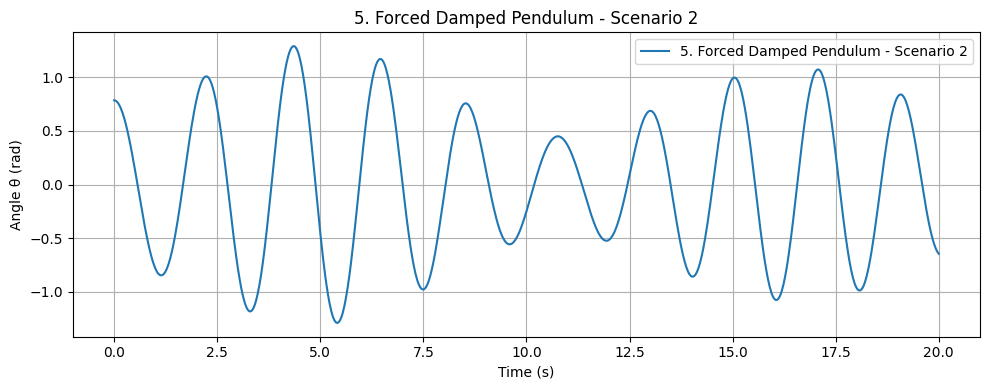 5. Forced Damped Pendulum - Scenario 2
5. Forced Damped Pendulum - Scenario 2
Angle θ (rad)
1.0
0.5
0.0
−0.5
−1.0
0.0 2.5 5.0 7.5 10.0 12.5 15.0 17.5 20.0
Time (s)